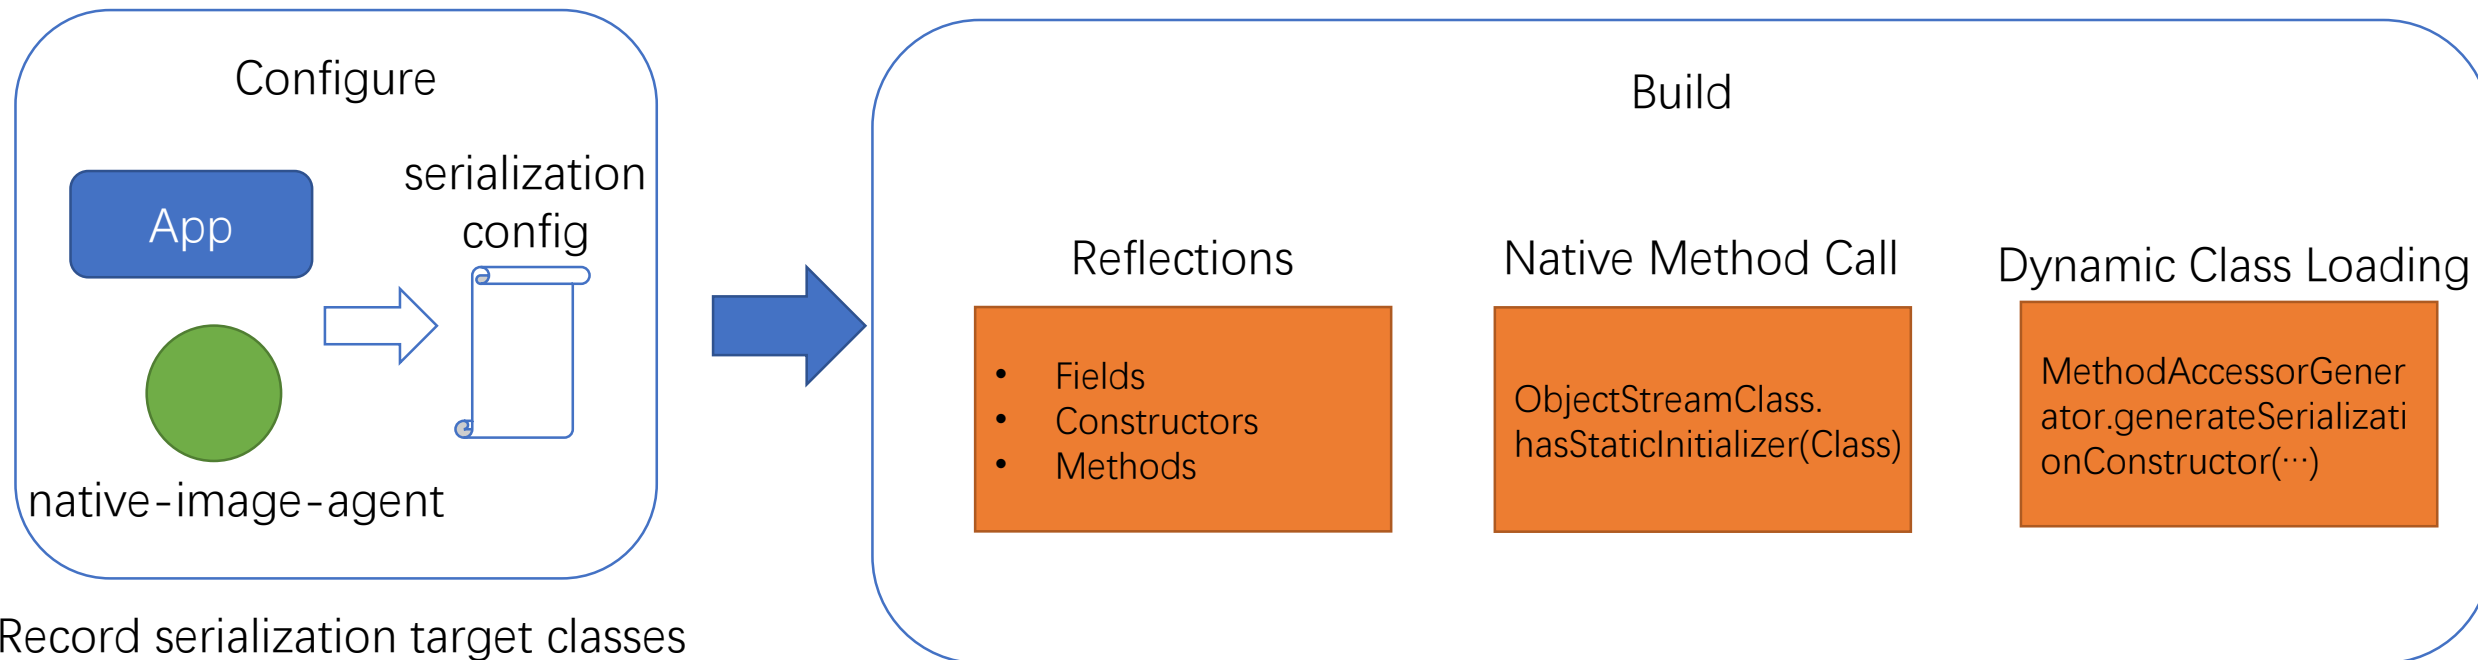 Configure
App
serialization
config
native-image-agent
Record serialization target classes
Build
Reflections
• Fields
• Constructors
• Methods
Native Method Call
ObjectStreamClass.
hasStaticInitializer(Class)
Dynamic Class Loading
MethodAccessorGener
ator.generateSerializati
onConstructor(…)